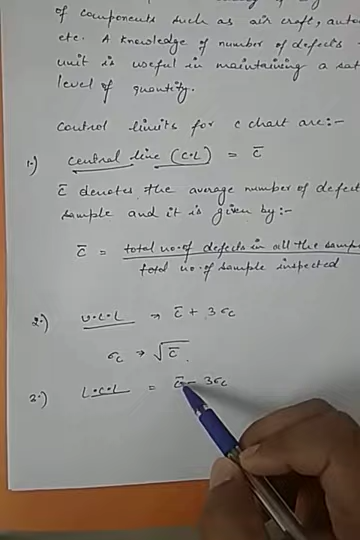 of components such as air craft, auto
etc. A knowledge of number of defects
unit is useful in maintaining a sat
level of quantity.
control limits for c chart are:-
1.) central line (C.L) = c̄
c̄ denotes the average number of defect
sample and it is given by:-
c̄ = total no. of defects in all the samp
total no. of sample inspected
2.) U.C.L → c̄ + 3σc
σc → √c̄.
3.) L.C.L = c̄ - 3σc